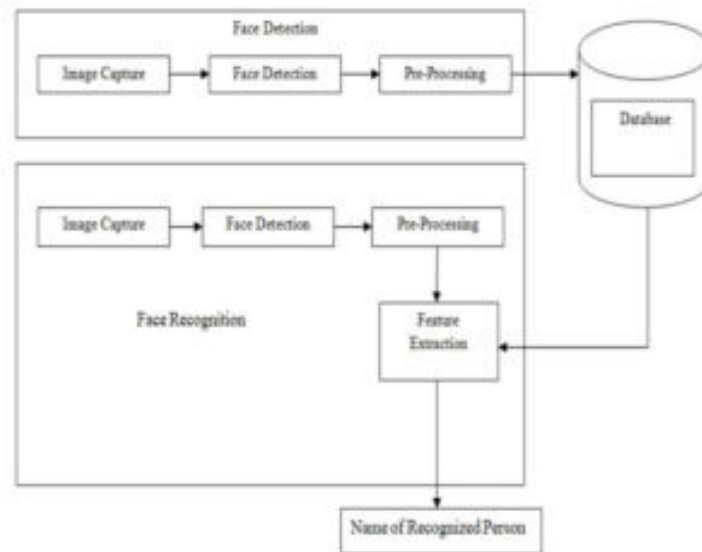 Face Detection
Image Capture
Face Detection
Pre-Processing
Database
Image Capture
Face Detection
Pre-Processing
Face Recognition
Feature
Extraction
Name of Recognized Person